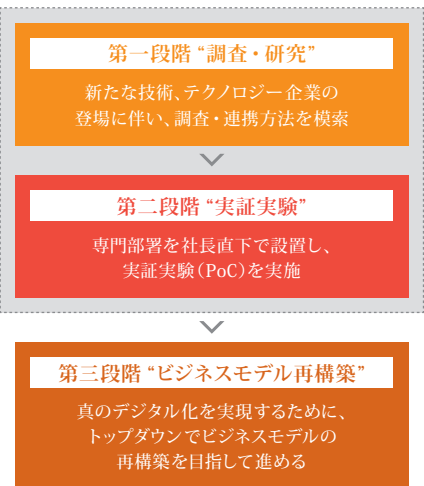 第一段階 “調査・研究”
新たな技術、テクノロジー企業の
登場に伴い、調査・連携方法を模索
第二段階 “実証実験”
専門部署を社長直下で設置し、
実証実験（PoC）を実施
第三段階 “ビジネスモデル再構築”
真のデジタル化を実現するために、
トップダウンでビジネスモデルの
再構築を目指して進める